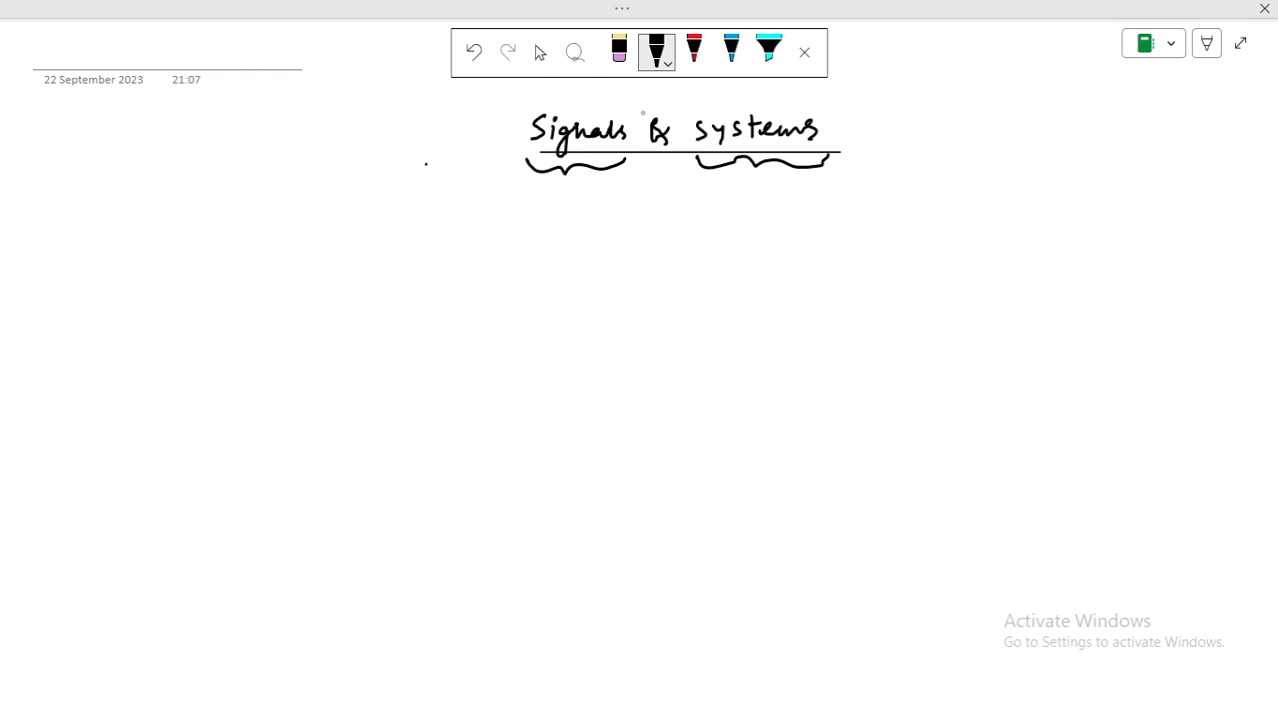 22 September 2023 21:07
Signals & systems
Activate Windows
Go to Settings to activate Windows.